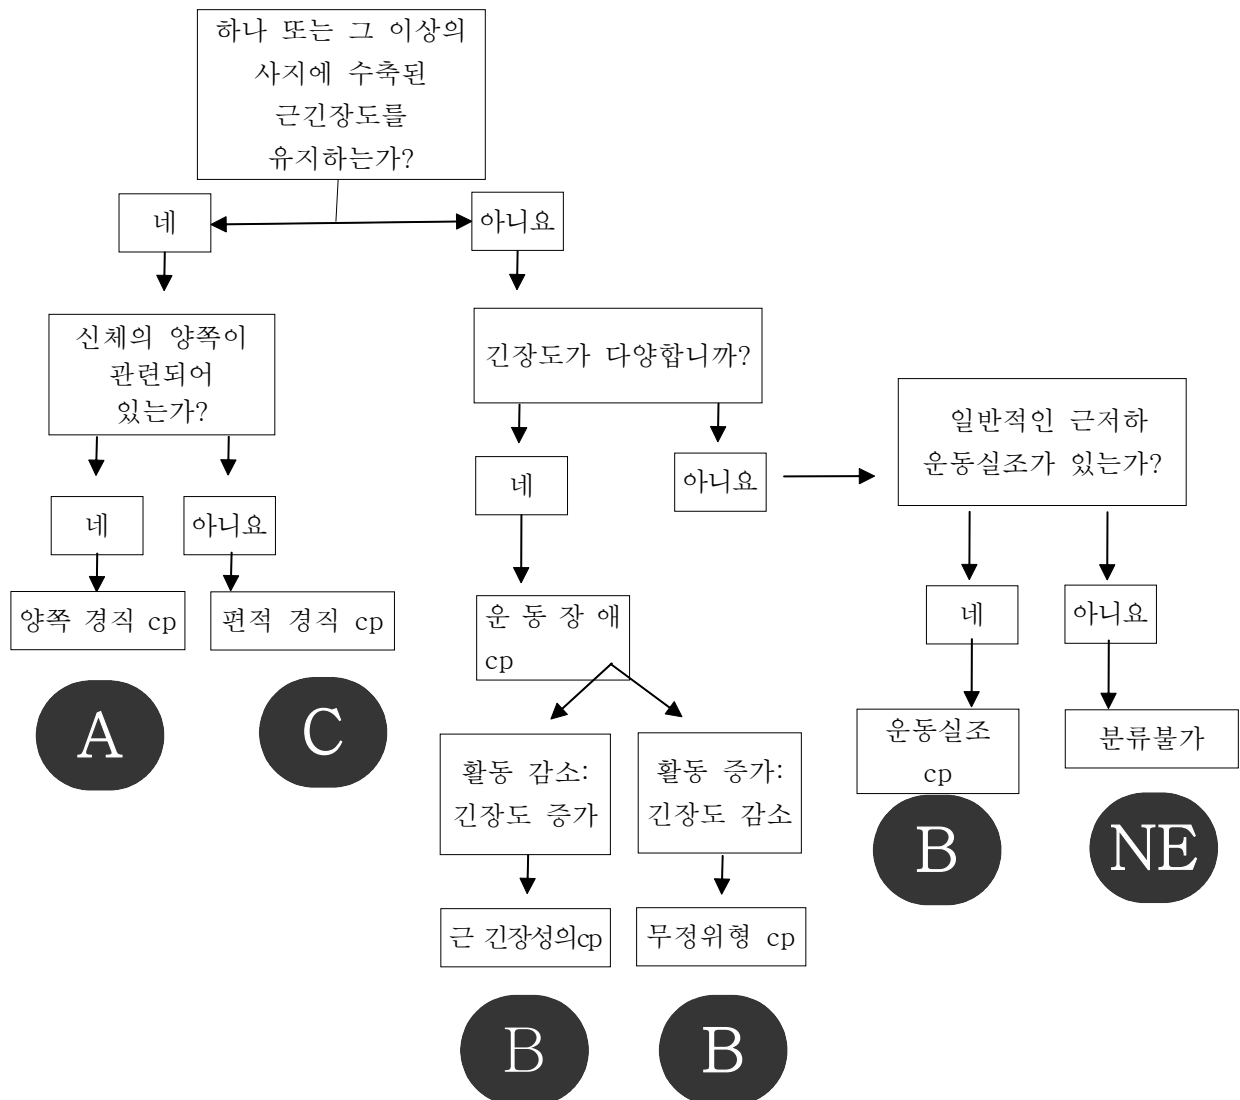 하나 또는 그 이상의
사지에 수축된
근긴장도를
유지하는가?
네
아니요
신체의 양쪽이
관련되어
있는가?
긴장도가 다양합니까?
일반적인 근저하
운동실조가 있는가?
네
아니요
네
아니요
네
아니요
양쪽 경직 cp
편적 경직 cp
운동장애
cp
A
C
운동실조
cp
분류불가
활동 감소:
긴장도 증가
활동 증가:
긴장도 감소
B
NE
근 긴장성의cp
무정위형 cp
B
B